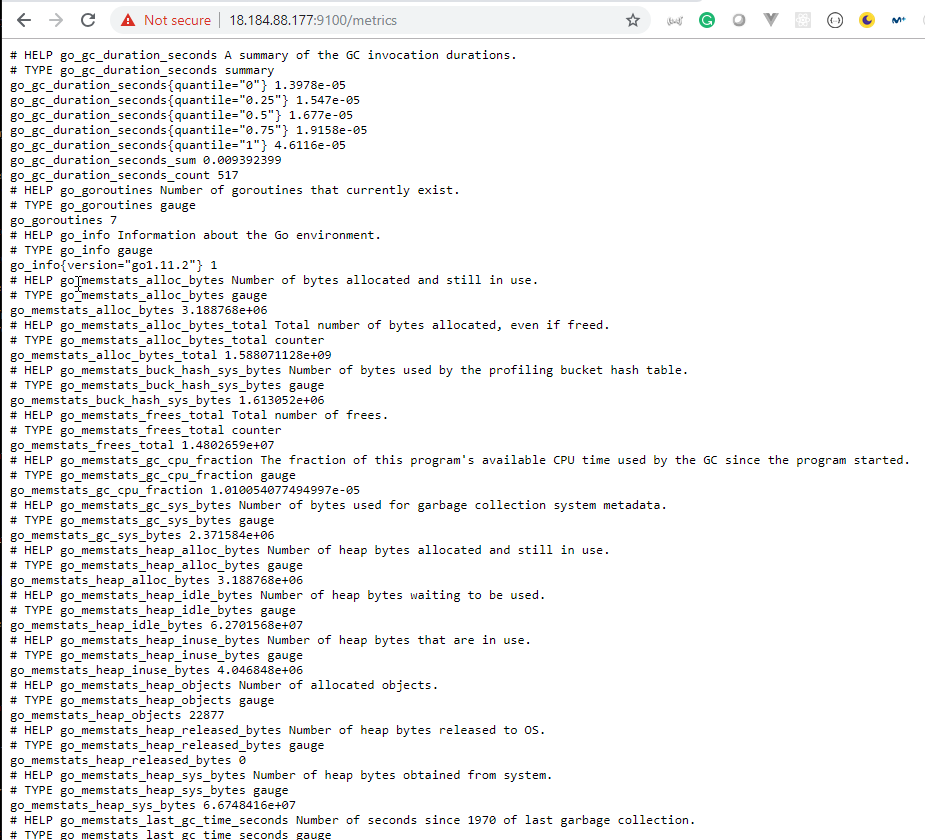 Not secure | 18.184.88.177:9100/metrics
# HELP go_gc_duration_seconds A summary of the GC invocation durations.
# TYPE go_gc_duration_seconds summary
go_gc_duration_seconds{quantile="0"} 1.3978e-05
go_gc_duration_seconds{quantile="0.25"} 1.547e-05
go_gc_duration_seconds{quantile="0.5"} 1.677e-05
go_gc_duration_seconds{quantile="0.75"} 1.9158e-05
go_gc_duration_seconds{quantile="1"} 4.6116e-05
go_gc_duration_seconds_sum 0.009392399
go_gc_duration_seconds_count 517
# HELP go_goroutines Number of goroutines that currently exist.
# TYPE go_goroutines gauge
go_goroutines 7
# HELP go_info Information about the Go environment.
# TYPE go_info gauge
go_info{version="go1.11.2"} 1
# HELP go_memstats_alloc_bytes Number of bytes allocated and still in use.
# TYPE go_memstats_alloc_bytes gauge
go_memstats_alloc_bytes 3.188768e+06
# HELP go_memstats_alloc_bytes_total Total number of bytes allocated, even if freed.
# TYPE go_memstats_alloc_bytes_total counter
go_memstats_alloc_bytes_total 1.588071128e+09
# HELP go_memstats_buck_hash_sys_bytes Number of bytes used by the profiling bucket hash table.
# TYPE go_memstats_buck_hash_sys_bytes gauge
go_memstats_buck_hash_sys_bytes 1.613052e+06
# HELP go_memstats_frees_total Total number of frees.
# TYPE go_memstats_frees_total counter
go_memstats_frees_total 1.4802659e+07
# HELP go_memstats_gc_cpu_fraction The fraction of this program's available CPU time used by the GC since the program started.
# TYPE go_memstats_gc_cpu_fraction gauge
go_memstats_gc_cpu_fraction 1.010054077494997e-05
# HELP go_memstats_gc_sys_bytes Number of bytes used for garbage collection system metadata.
# TYPE go_memstats_gc_sys_bytes gauge
go_memstats_gc_sys_bytes 2.371584e+06
# HELP go_memstats_heap_alloc_bytes Number of heap bytes allocated and still in use.
# TYPE go_memstats_heap_alloc_bytes gauge
go_memstats_heap_alloc_bytes 3.188768e+06
# HELP go_memstats_heap_idle_bytes Number of heap bytes waiting to be used.
# TYPE go_memstats_heap_idle_bytes gauge
go_memstats_heap_idle_bytes 6.2701568e+07
# HELP go_memstats_heap_inuse_bytes Number of heap bytes that are in use.
# TYPE go_memstats_heap_inuse_bytes gauge
go_memstats_heap_inuse_bytes 4.046848e+06
# HELP go_memstats_heap_objects Number of allocated objects.
# TYPE go_memstats_heap_objects gauge
go_memstats_heap_objects 22877
# HELP go_memstats_heap_released_bytes Number of heap bytes released to OS.
# TYPE go_memstats_heap_released_bytes gauge
go_memstats_heap_released_bytes 0
# HELP go_memstats_heap_sys_bytes Number of heap bytes obtained from system.
# TYPE go_memstats_heap_sys_bytes gauge
go_memstats_heap_sys_bytes 6.6748416e+07
# HELP go_memstats_last_gc_time_seconds Number of seconds since 1970 of last garbage collection.
# TYPE go_memstats_last_gc_time_seconds gauge